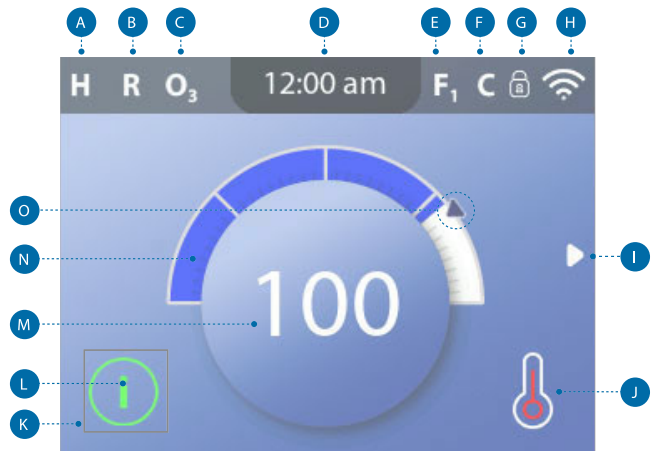 A B C D E F G H
H R O₃ 12:00 am F₁ C a
O
N I
100
M
i
L J
K